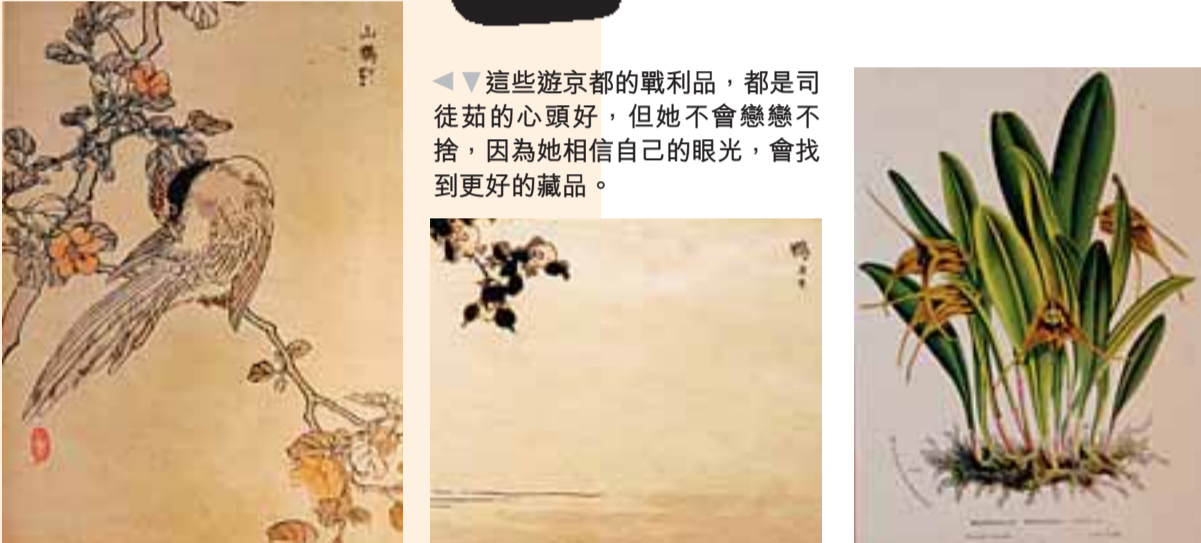 ◀▼這些遊京都的戰利品，都是司
徒茹的心頭好，但她不會戀戀不
捨，因為她相信自己的眼光，會找
到更好的藏品。